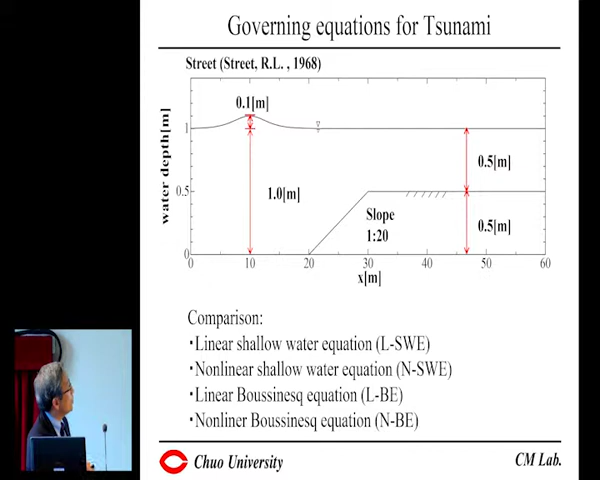 Governing equations for Tsunami
Street (Street, R.L. , 1968)
0.1[m]
1
1.0[m]
0.5[m]
0.5
Slope
1:20
0.5[m]
0
water depth[m]
0 10 20 30 40 50 60
x[m]
Comparison:
・Linear shallow water equation (L-SWE)
・Nonlinear shallow water equation (N-SWE)
・Linear Boussinesq equation (L-BE)
・Nonliner Boussinesq equation (N-BE)
Chuo University
CM Lab.